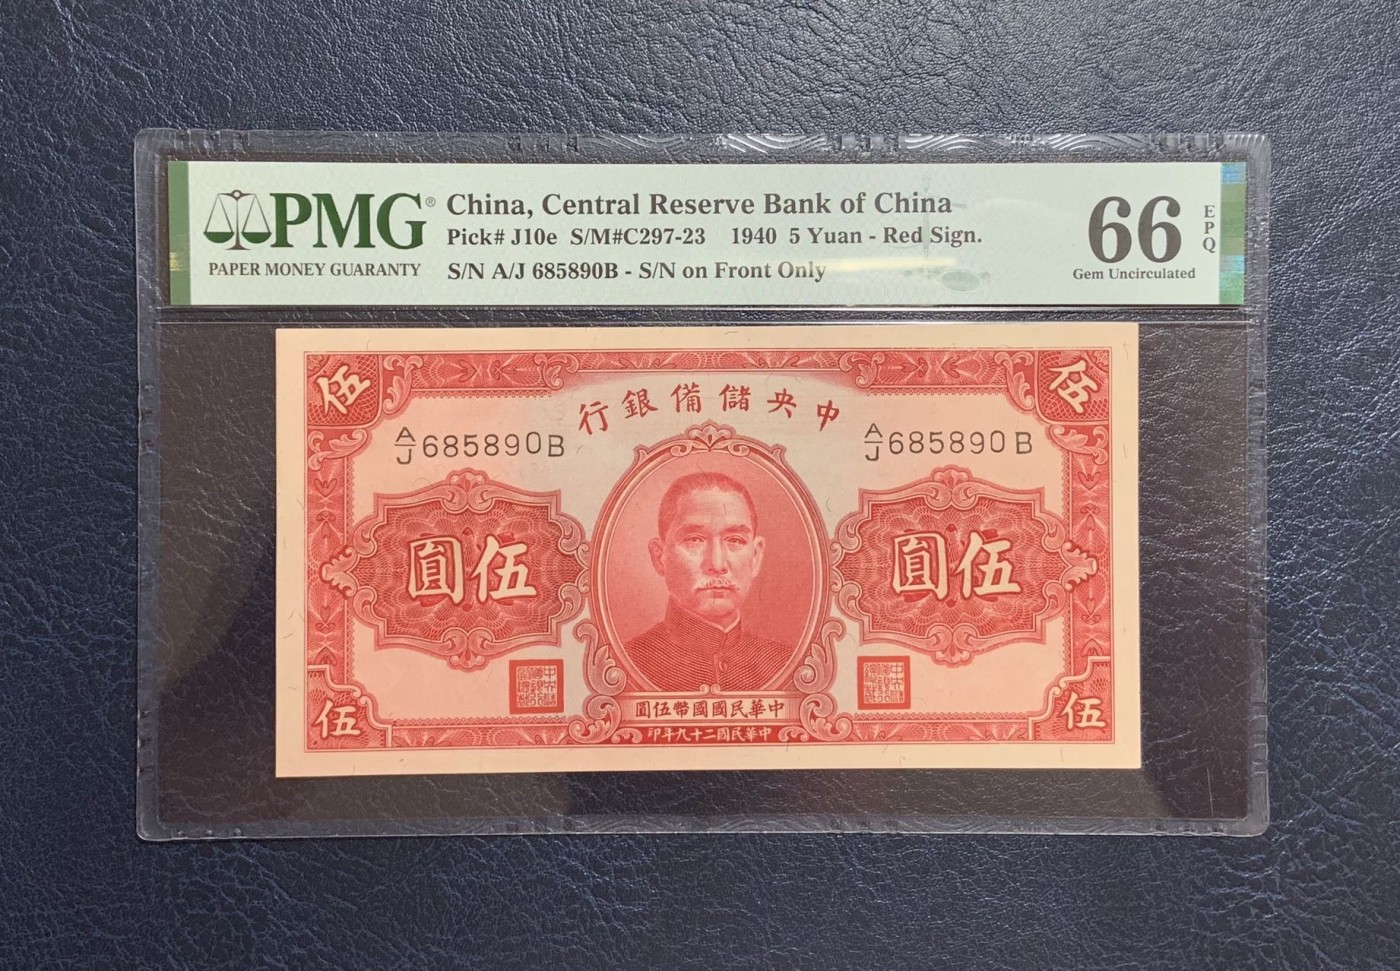 PMG®
PAPER MONEY GUARANTY
China, Central Reserve Bank of China
Pick# J10e S/M#C297-23 1940 5 Yuan - Red Sign.
S/N A/J 685890B - S/N on Front Only
66
EPQ
Gem Uncirculated
伍
伍
行銀備儲央中
A/J 685890B
A/J 685890B
圓伍
圓伍
圓伍幣國國民華中
印年九十二國民華中
伍
伍